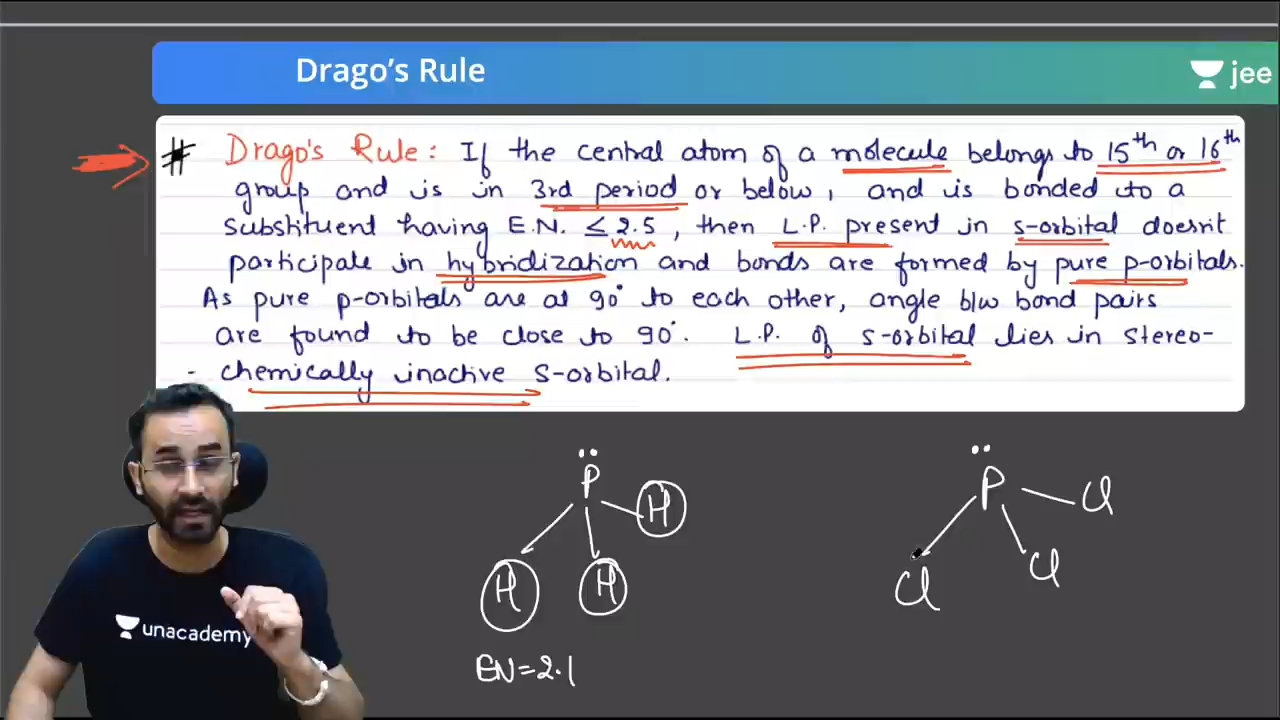 Drago's Rule
jee
# Drago's Rule: If the central atom of a molecule belongs to 15th or 16th
group and is in 3rd period or below, and is bonded to a
substituent having E.N. ≤ 2.5, then L.P. present in s-orbital doesn't
participate in hybridization and bonds are formed by pure p-orbitals.
As pure p-orbitals are at 90° to each other, angle b/w bond pairs
are found to be close to 90°. L.P. of s-orbital lies in stereo-
- chemically inactive s-orbital.
P
H
H
H
EN=2.1
P
Cl
Cl
Cl
unacademy